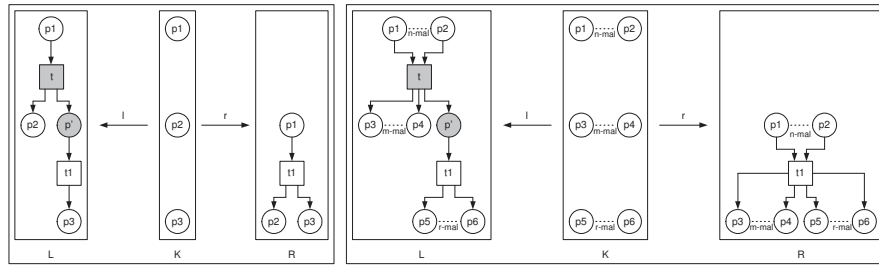 p1
t
p2 p'
t1
p3
L
l
p1
p2
p3
K
r
p1
t1
p2 p3
R
p1 n-mal p2
t
p3 m-mal p4 p'
t1
p5 r-mal p6
L
l
p1 n-mal p2
p3 m-mal p4
p5 r-mal p6
K
r
p1 n-mal p2
t1
p3 m-mal p4 p5 r-mal p6
R